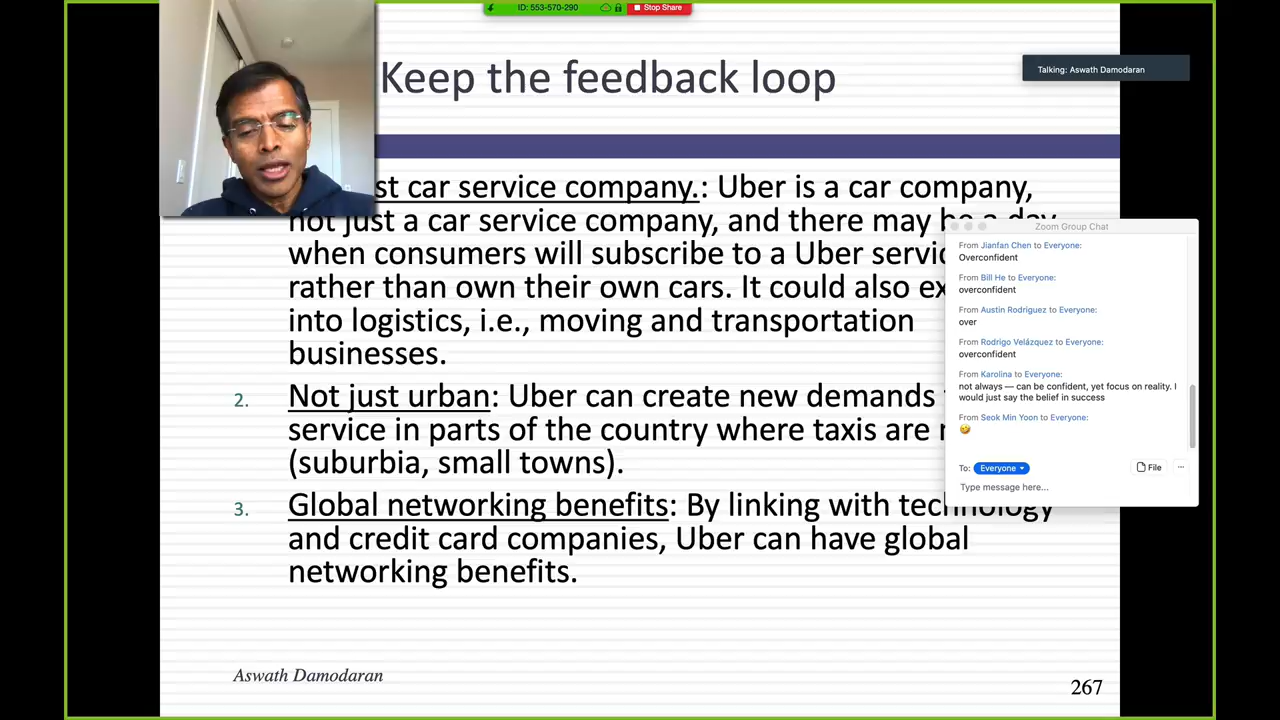 ID: 553-570-290
Stop Share
Keep the feedback loop
Talking: Aswath Damodaran
st car service company.: Uber is a car company,
not just a car service company, and there may be a day
when consumers will subscribe to a Uber servic
rather than own their own cars. It could also ex
into logistics, i.e., moving and transportation
businesses.
2. Not just urban: Uber can create new demands
service in parts of the country where taxis are
(suburbia, small towns).
3. Global networking benefits: By linking with technology
and credit card companies, Uber can have global
networking benefits.
Zoom Group Chat
From Jianfan Chen to Everyone:
Overconfident
From Bill He to Everyone:
overconfident
From Austin Rodriguez to Everyone:
over
From Rodrigo Velázquez to Everyone:
overconfident
From Karolina to Everyone:
not always — can be confident, yet focus on reality. I
would just say the belief in success
From Seok Min Yoon to Everyone:
🤣
To: Everyone
File
Type message here...
Aswath Damodaran
267